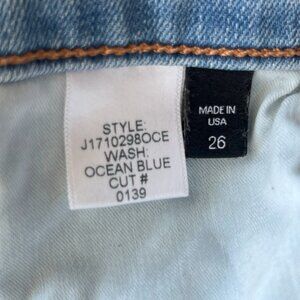 STYLE:
J1710298OCE
WASH:
OCEAN BLUE
CUT #
0139
MADE IN
USA
26